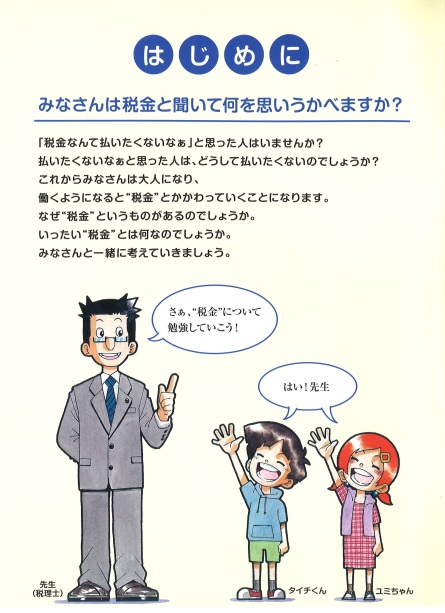 はじめに
みなさんは税金と聞いて何を思いうかべますか？
「税金なんて払いたくないなぁ」と思った人はいませんか？
払いたくないなぁと思った人は、どうして払いたくないのでしょうか？
これからみなさんは大人になり、
働くようになると“税金”とかかわっていくことになります。
なぜ“税金”というものがあるのでしょうか。
いったい“税金”とは何なのでしょうか。
みなさんと一緒に考えていきましょう。
さぁ、“税金”について
勉強していこう！
はい！先生
先生
（税理士）
タイチくん
ユミちゃん